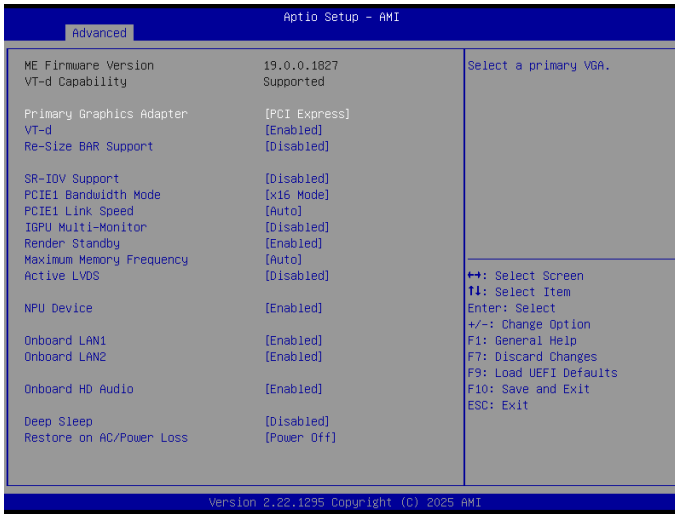 Aptio Setup – AMI
Advanced
ME Firmware Version 19.0.0.1827
VT-d Capability Supported
Primary Graphics Adapter [PCI Express]
VT-d [Enabled]
Re-Size BAR Support [Disabled]
SR-IOV Support [Disabled]
PCIE1 Bandwidth Mode [x16 Mode]
PCIE1 Link Speed [Auto]
IGPU Multi-Monitor [Disabled]
Render Standby [Enabled]
Maximum Memory Frequency [Auto]
Active LVDS [Disabled]
NPU Device [Enabled]
Onboard LAN1 [Enabled]
Onboard LAN2 [Enabled]
Onboard HD Audio [Enabled]
Deep Sleep [Disabled]
Restore on AC/Power Loss [Power Off]
Select a primary VGA.
↔: Select Screen
↑↓: Select Item
Enter: Select
+/-: Change Option
F1: General Help
F7: Discard Changes
F9: Load UEFI Defaults
F10: Save and Exit
ESC: Exit
Version 2.22.1295 Copyright (C) 2025 AMI